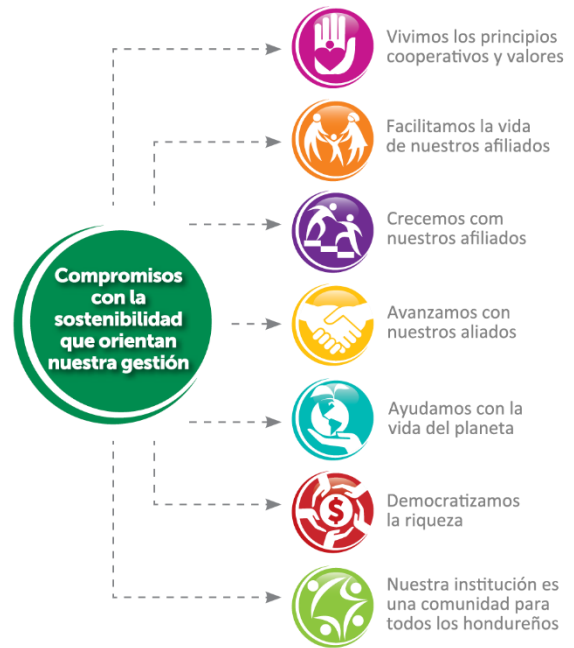 Vivimos los principios
cooperativos y valores
Facilitamos la vida
de nuestros afiliados
Crecemos com
nuestros afiliados
Compromisos
con la
sostenibilidad
que orientan
nuestra gestión
Avanzamos con
nuestros aliados
Ayudamos con la
vida del planeta
$
Democratizamos
la riqueza
Nuestra institución es
una comunidad para
todos los hondureños